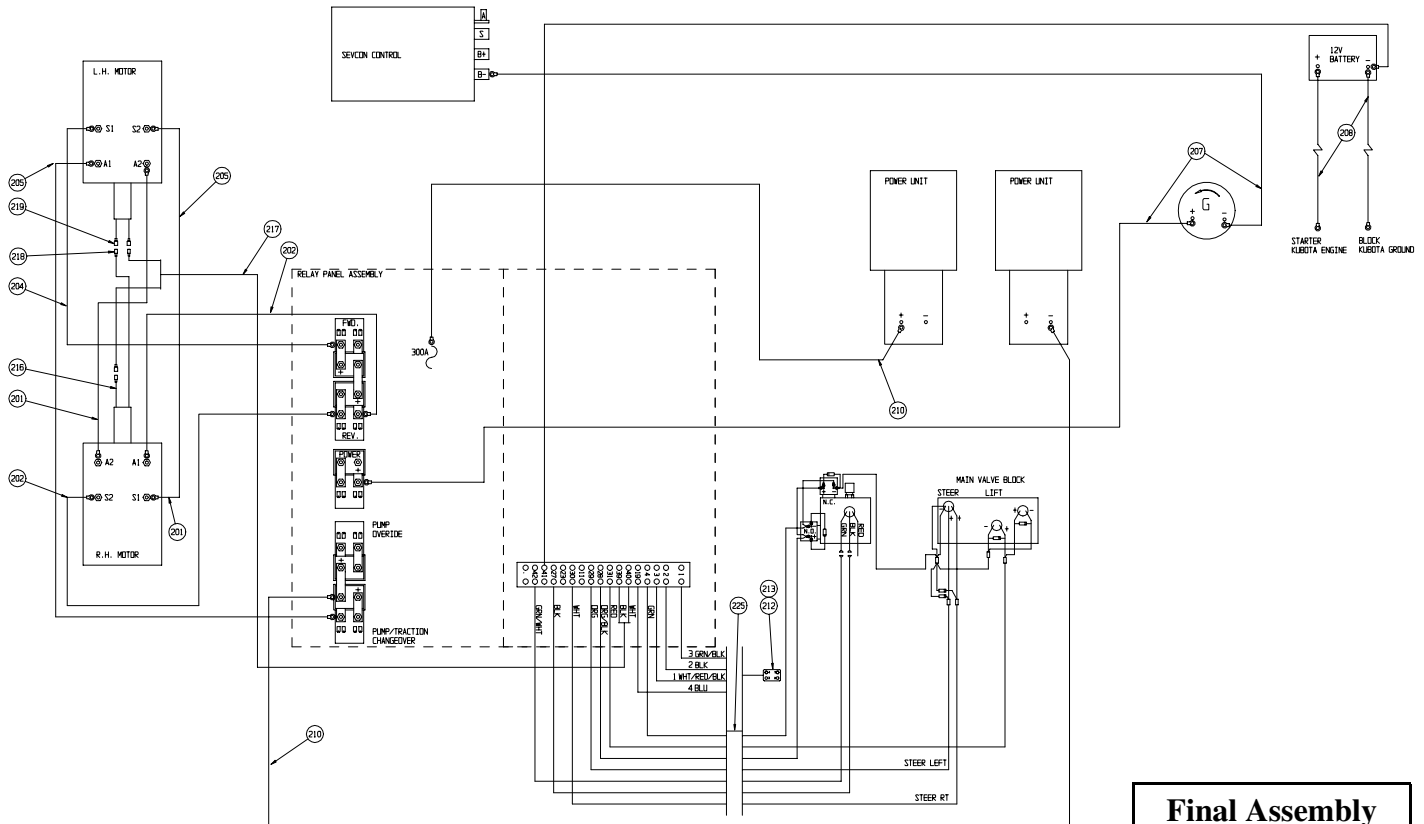 A
S
B+
B-
SEVCON CONTROL
12V
BATTERY
+ -
L.H. MOTOR
S1 S2
A1 A2
205
219
218
204
216
201
202
205
217
202
207
208
G
+ -
STARTER
KUBOTA ENGINE
BLOCK
KUBOTA GROUND
POWER UNIT
+ -
POWER UNIT
+ -
210
RELAY PANEL ASSEMBLY
FWD.
+
300A
+
REV.
POWER
+
PUMP
OVERIDE
+
+
PUMP/TRACTION
CHANGEOVER
A2 A1
S2 S1
201
R.H. MOTOR
N.C.
N.O.
GRN
BLK
RED
MAIN VALVE BLOCK
STEER LIFT
+ +
- +
+ -
GRN/WHT
BLK
WHT
ORG
ORG/BLK
RED
BLK
WHT
GRN
3 GRN/BLK
2 BLK
1 WHT/RED/BLK
4 BLU
225
213
212
210
STEER LEFT
STEER RT
Final Assembly